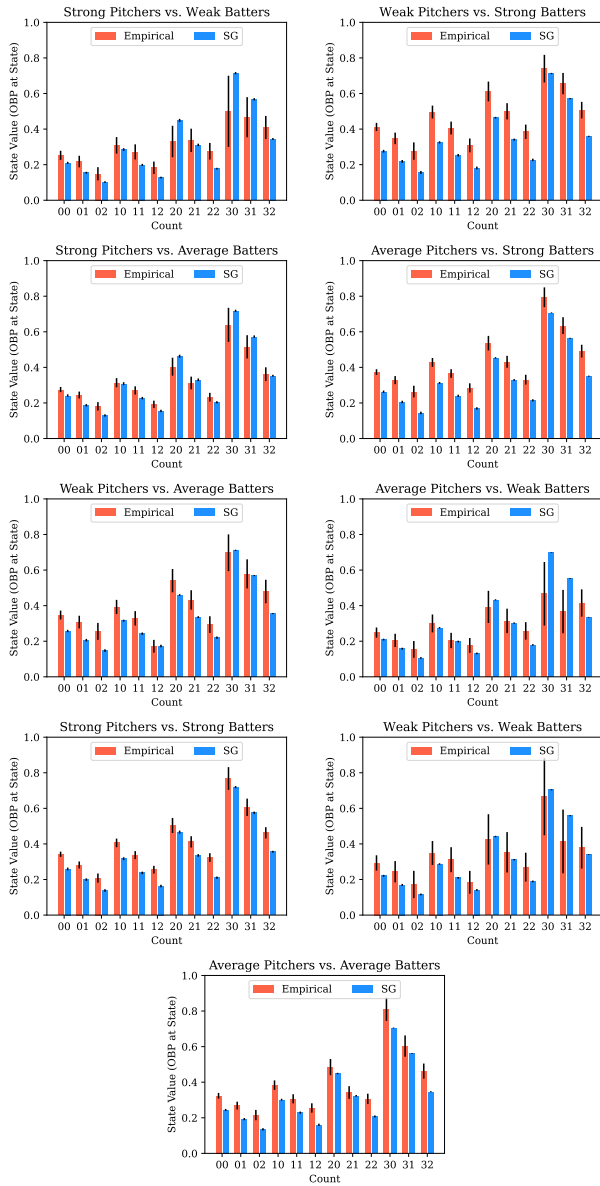 Strong Pitchers vs. Weak Batters
State Value (OBP at State)
1.0
0.8
0.6
0.4
0.2
0.0
Empirical SG
00 01 02 10 11 12 20 21 22 30 31 32
Count
Weak Pitchers vs. Strong Batters
State Value (OBP at State)
1.0
0.8
0.6
0.4
0.2
0.0
Empirical SG
00 01 02 10 11 12 20 21 22 30 31 32
Count
Strong Pitchers vs. Average Batters
State Value (OBP at State)
1.0
0.8
0.6
0.4
0.2
0.0
Empirical SG
00 01 02 10 11 12 20 21 22 30 31 32
Count
Average Pitchers vs. Strong Batters
State Value (OBP at State)
1.0
0.8
0.6
0.4
0.2
0.0
Empirical SG
00 01 02 10 11 12 20 21 22 30 31 32
Count
Weak Pitchers vs. Average Batters
State Value (OBP at State)
1.0
0.8
0.6
0.4
0.2
0.0
Empirical SG
00 01 02 10 11 12 20 21 22 30 31 32
Count
Average Pitchers vs. Weak Batters
State Value (OBP at State)
1.0
0.8
0.6
0.4
0.2
0.0
Empirical SG
00 01 02 10 11 12 20 21 22 30 31 32
Count
Strong Pitchers vs. Strong Batters
State Value (OBP at State)
1.0
0.8
0.6
0.4
0.2
0.0
Empirical SG
00 01 02 10 11 12 20 21 22 30 31 32
Count
Weak Pitchers vs. Weak Batters
State Value (OBP at State)
1.0
0.8
0.6
0.4
0.2
0.0
Empirical SG
00 01 02 10 11 12 20 21 22 30 31 32
Count
Average Pitchers vs. Average Batters
State Value (OBP at State)
1.0
0.8
0.6
0.4
0.2
0.0
Empirical SG
00 01 02 10 11 12 20 21 22 30 31 32
Count